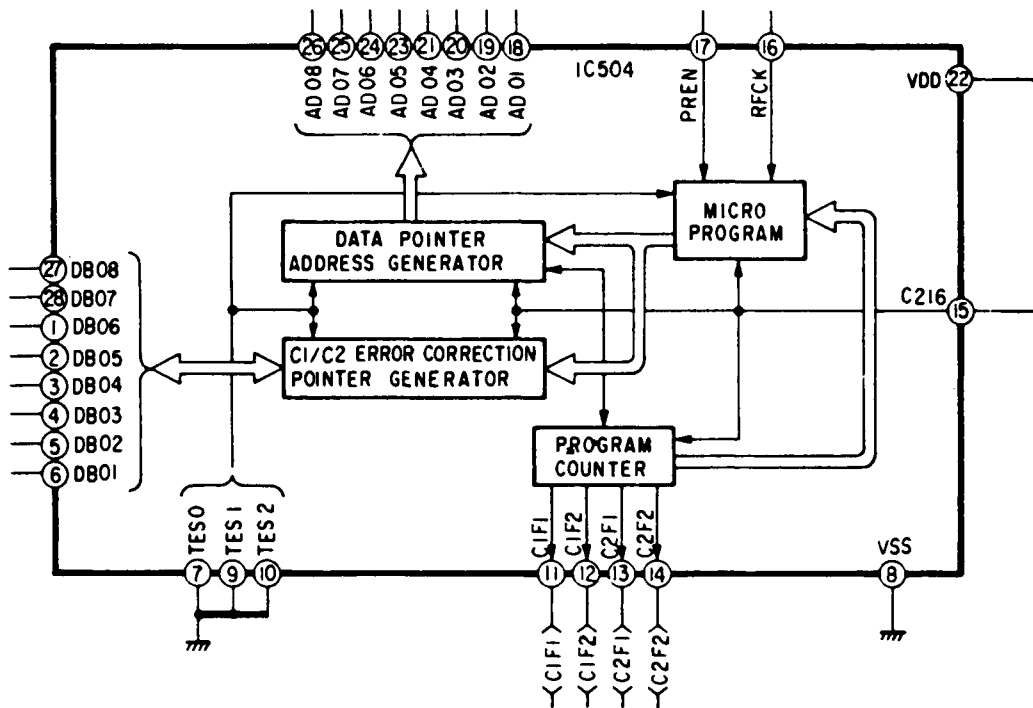 26 25 24 23 21 20 19 18
17 16
IC504
AD08 AD07 AD06 AD05 AD04 AD03 AD02 AD01
PREN RFCK
VDD 22
MICRO
PROGRAM
DATA POINTER
ADDRESS GENERATOR
27 DB08
28 DB07
1 DB06
2 DB05
3 DB04
4 DB03
5 DB02
6 DB01
C216
15
C1/C2 ERROR CORRECTION
POINTER GENERATOR
PROGRAM
COUNTER
TES0 TES1 TES2
C1F1 C1F2 C2F1 C2F2
VSS
7 9 10
11 12 13 14
8
C1F1 C1F2 C2F1 C2F2